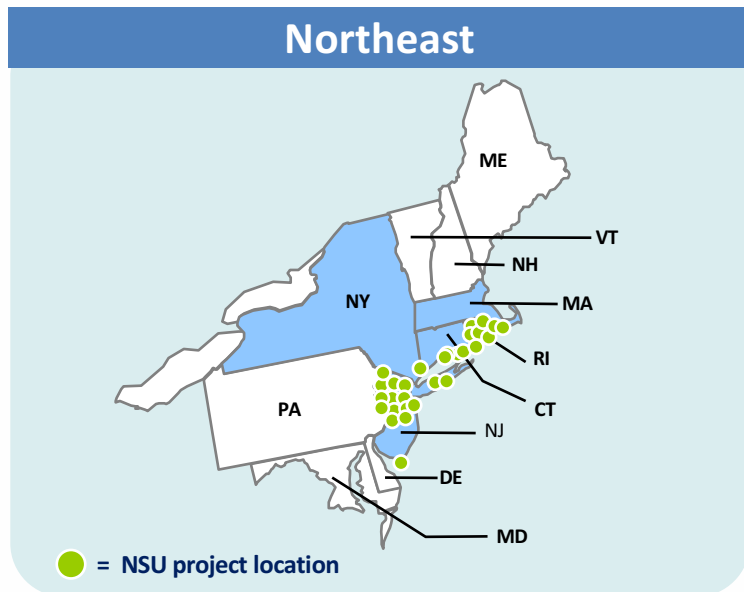 Northeast
ME
VT
NH
NY
MA
RI
PA
CT
NJ
DE
MD
= NSU project location